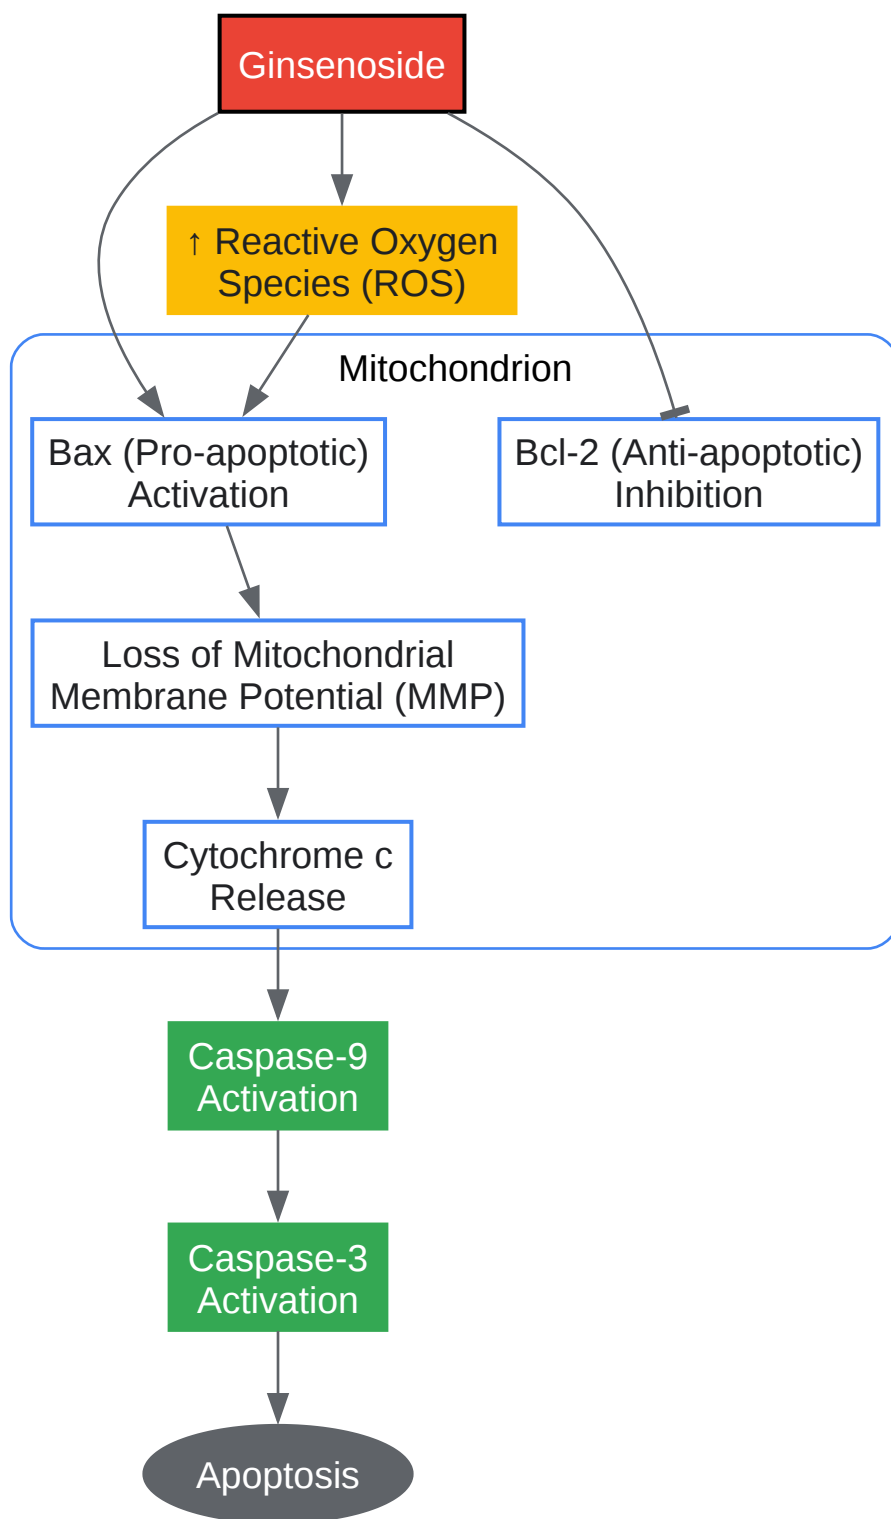 Ginsenoside
↑ Reactive Oxygen
Species (ROS)
Mitochondrion
Bax (Pro-apoptotic)
Activation
Bcl-2 (Anti-apoptotic)
Inhibition
Loss of Mitochondrial
Membrane Potential (MMP)
Cytochrome c
Release
Caspase-9
Activation
Caspase-3
Activation
Apoptosis